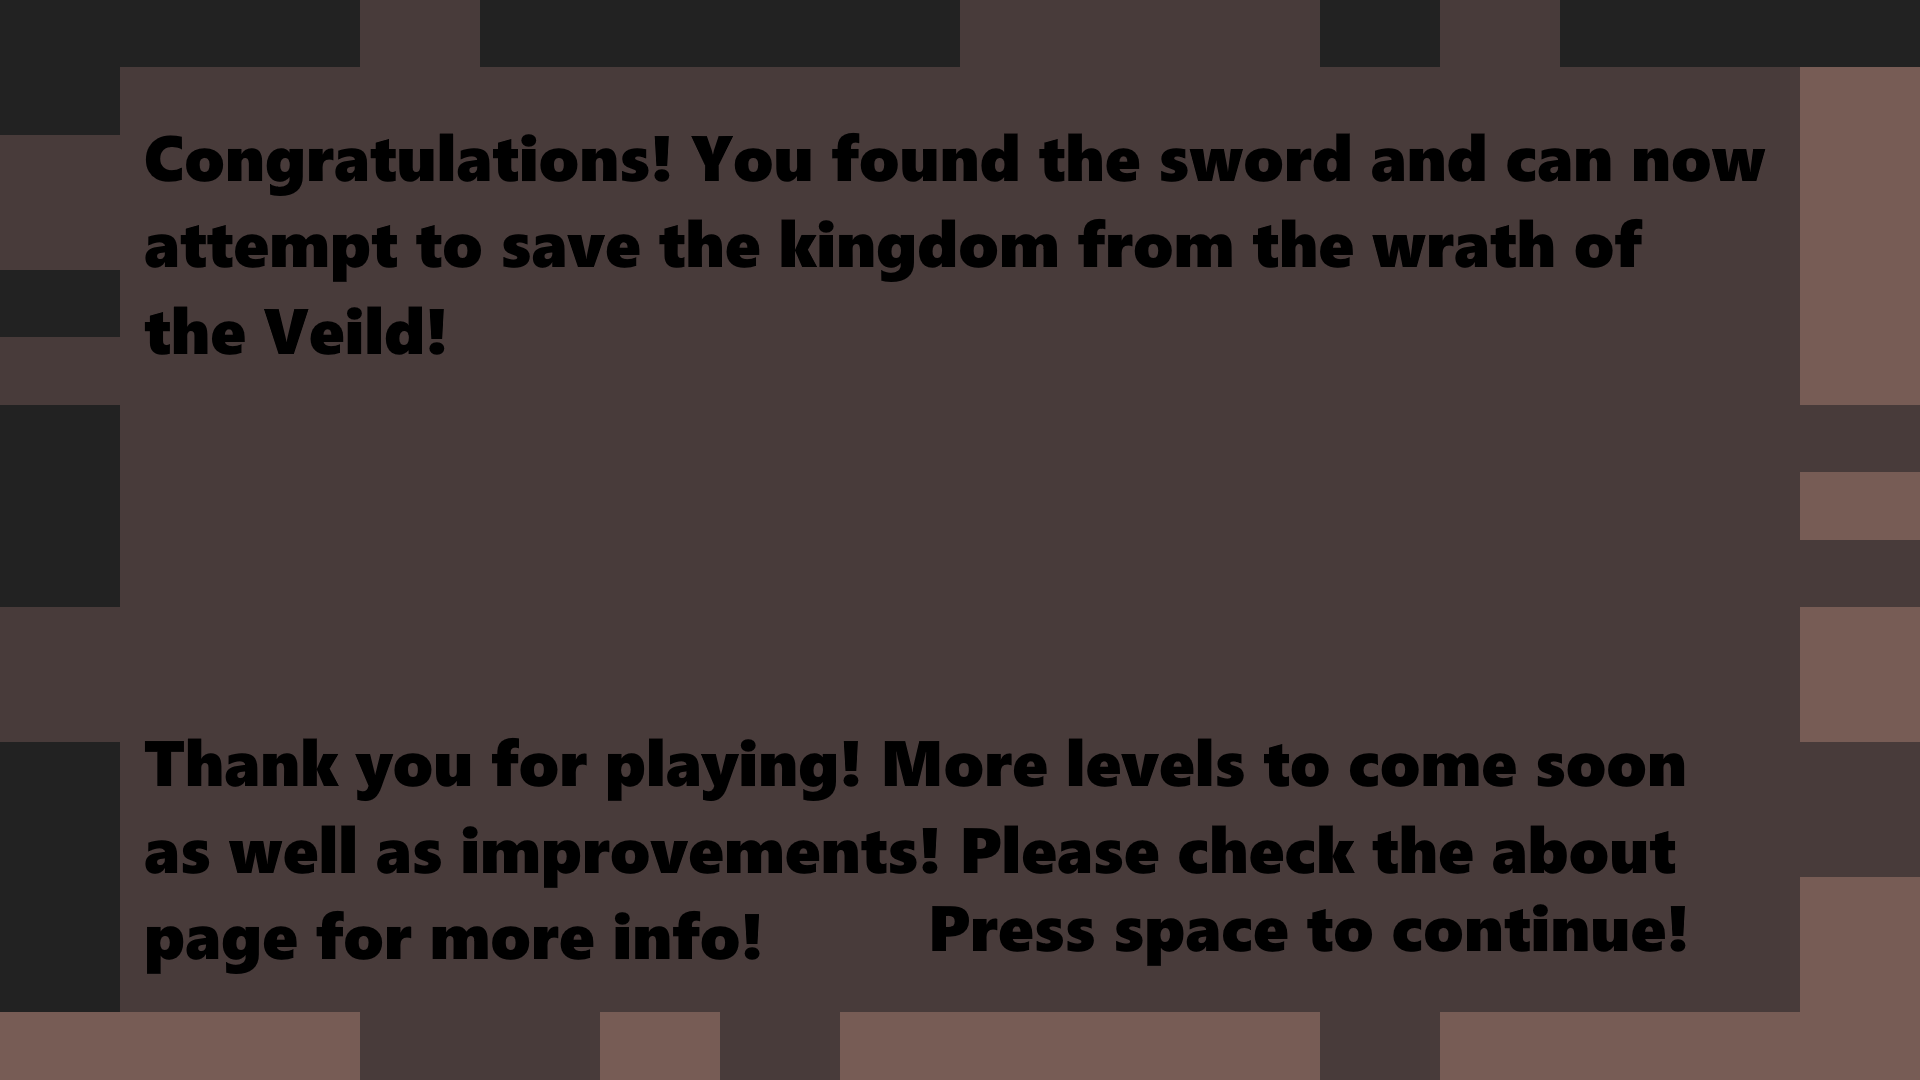 Congratulations! You found the sword and can now
attempt to save the kingdom from the wrath of
the Veild!
Thank you for playing! More levels to come soon
as well as improvements! Please check the about
page for more info!
Press space to continue!